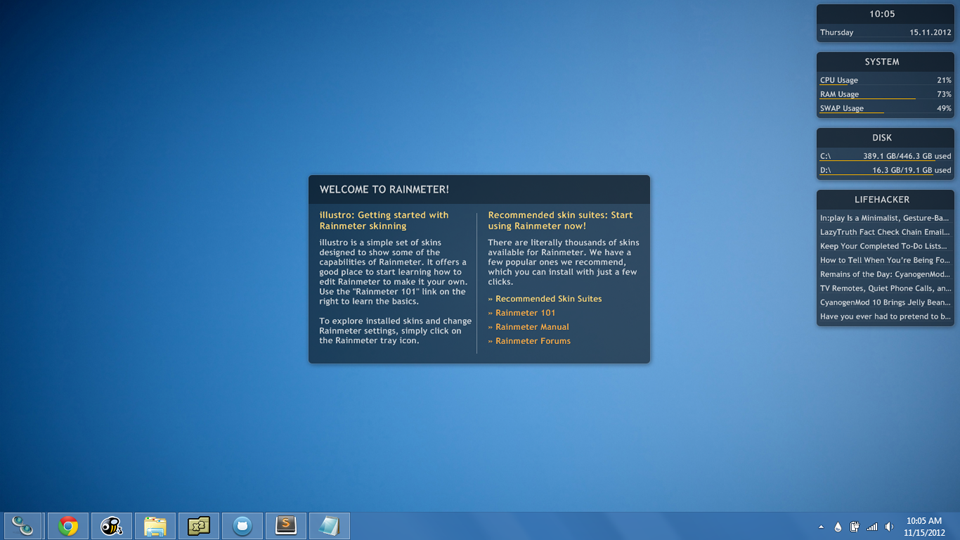 10:05
Thursday 15.11.2012
SYSTEM
CPU Usage 21%
RAM Usage 73%
SWAP Usage 49%
DISK
C:\ 389.1 GB/446.3 GB used
D:\ 16.3 GB/19.1 GB used
LIFEHACKER
In:play Is a Minimalist, Gesture-Ba...
LazyTruth Fact Check Chain Email...
Keep Your Completed To-Do Lists...
How to Tell When You're Being Fo...
Remains of the Day: CyanogenMod...
TV Remotes, Quiet Phone Calls, an...
CyanogenMod 10 Brings Jelly Bean...
Have you ever had to pretend to b...
WELCOME TO RAINMETER!
illustro: Getting started with
Rainmeter skinning
illustro is a simple set of skins
designed to show some of the
capabilities of Rainmeter. It offers a
good place to start learning how to
edit Rainmeter to make it your own.
Use the "Rainmeter 101" link on the
right to learn the basics.
To explore installed skins and change
Rainmeter settings, simply click on
the Rainmeter tray icon.
Recommended skin suites: Start
using Rainmeter now!
There are literally thousands of skins
available for Rainmeter. We have a
few popular ones we recommend,
which you can install with just a few
clicks.
» Recommended Skin Suites
» Rainmeter 101
» Rainmeter Manual
» Rainmeter Forums
S
10:05 AM
11/15/2012